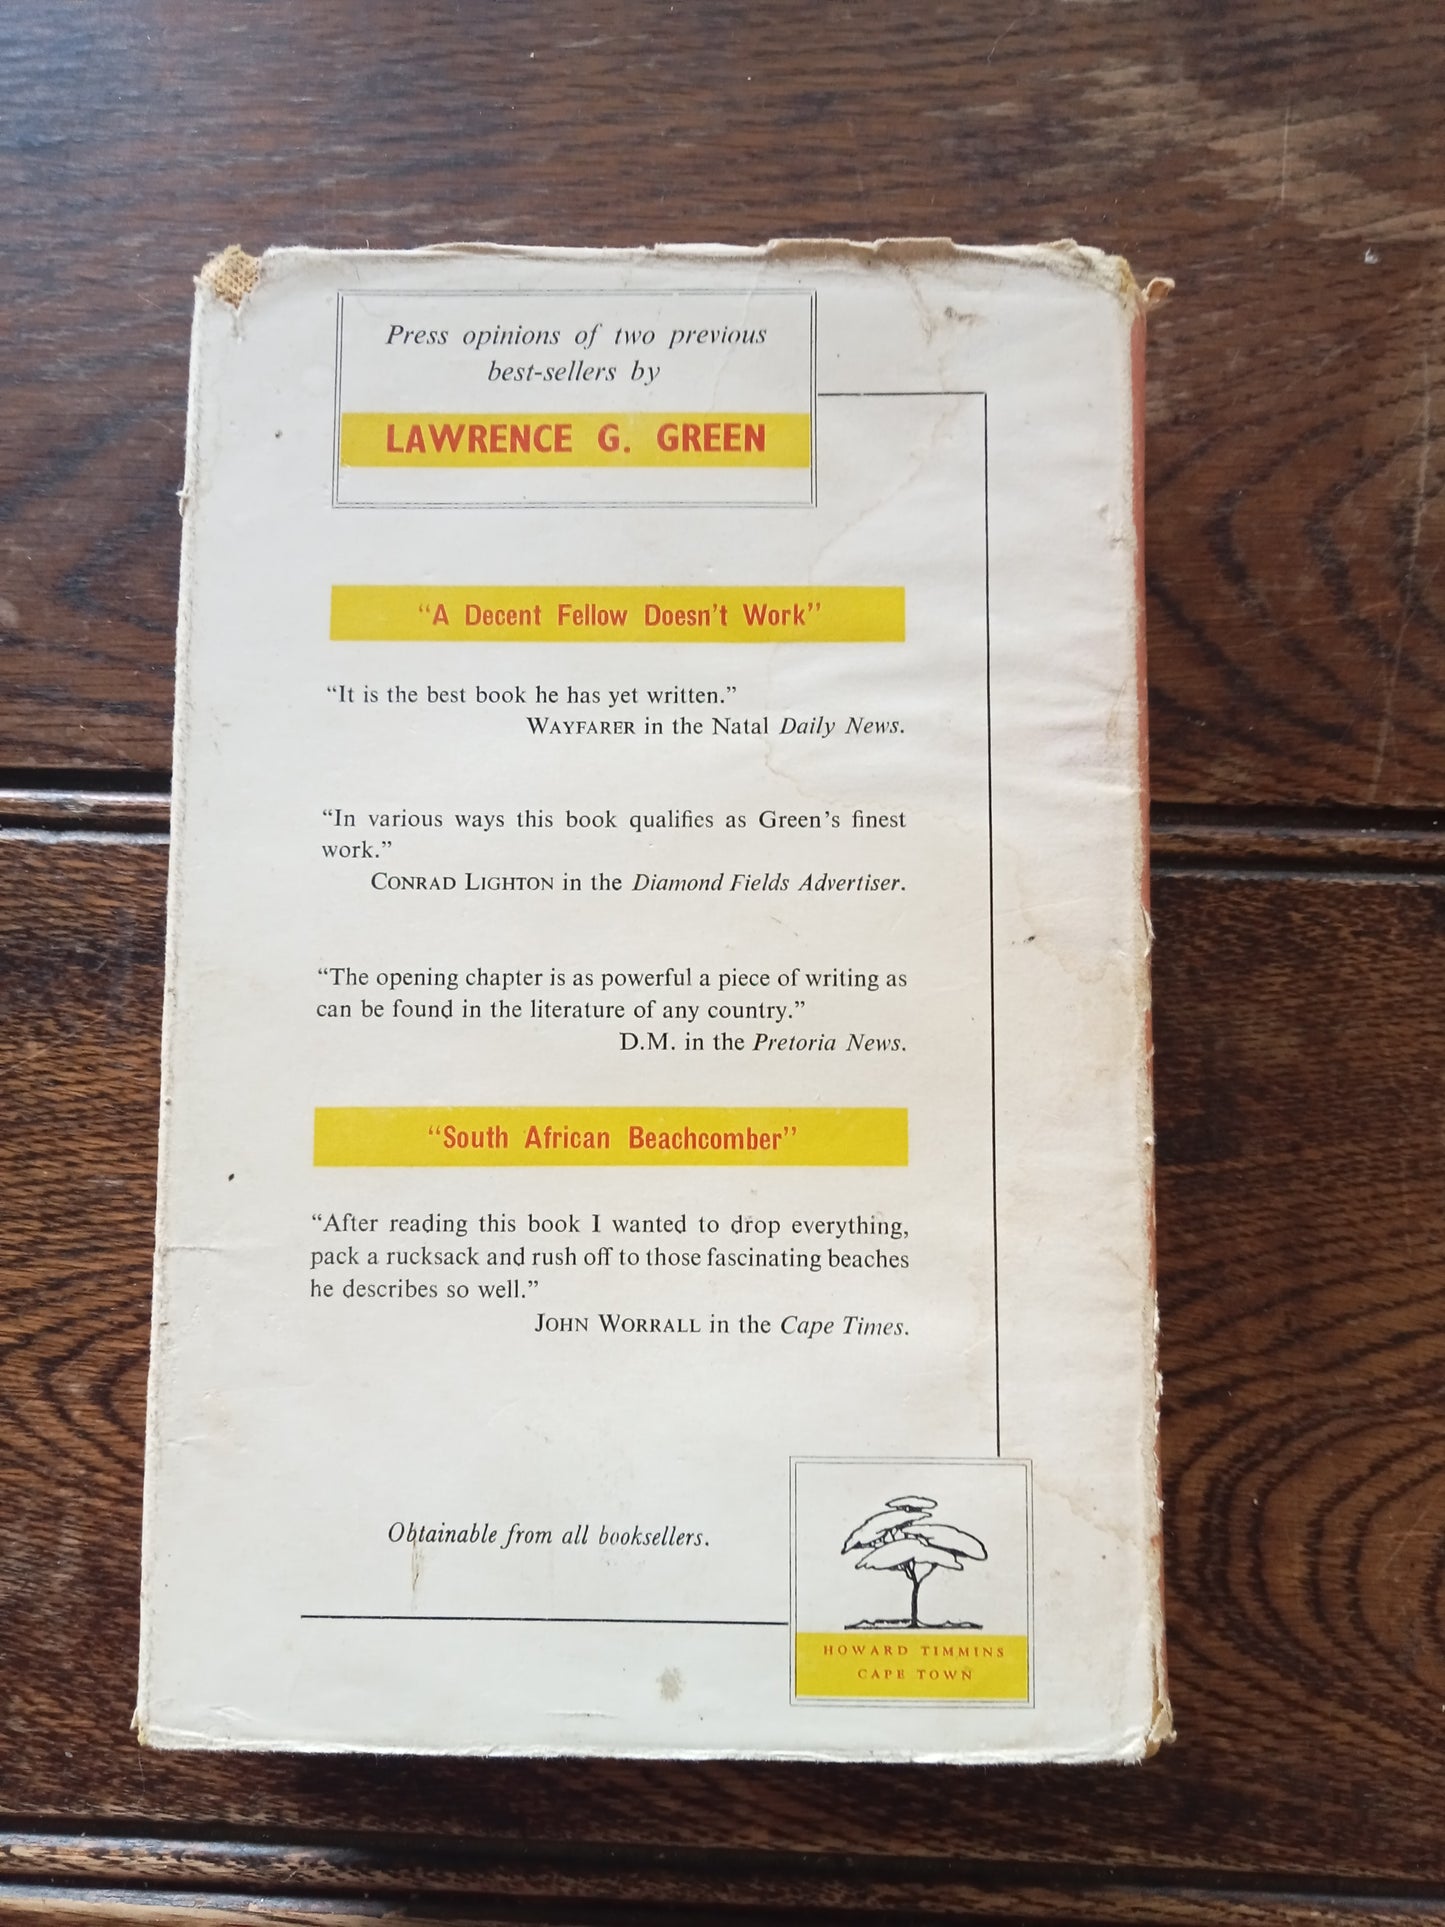 Press opinions of two previous
best-sellers by
LAWRENCE G. GREEN
“A Decent Fellow Doesn't Work”
“It is the best book he has yet written.”
WAYFARER in the Natal Daily News.
“In various ways this book qualifies as Green's finest
work.”
CONRAD LIGHTON in the Diamond Fields Advertiser.
“The opening chapter is as powerful a piece of writing as
can be found in the literature of any country.”
D.M. in the Pretoria News.
“South African Beachcomber”
“After reading this book I wanted to drop everything,
pack a rucksack and rush off to those fascinating beaches
he describes so well.”
JOHN WORRALL in the Cape Times.
Obtainable from all booksellers.
HOWARD TIMMINS
CAPE TOWN